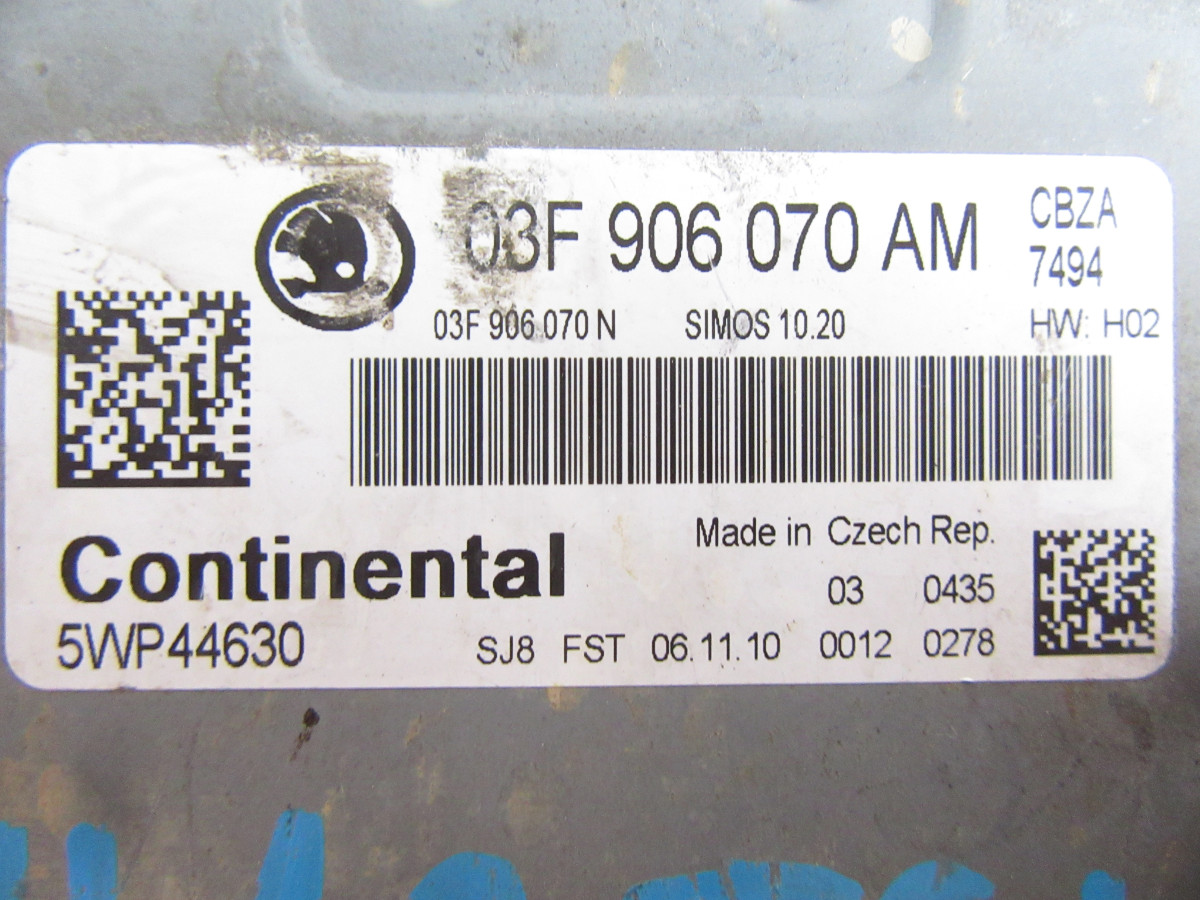 03F 906 070 AM
CBZA
7494
03F 906 070 N SIMOS 10.20 HW: H02
Continental
Made in Czech Rep.
03 0435
5WP44630 SJ8 FST 06.11.10 0012 0278